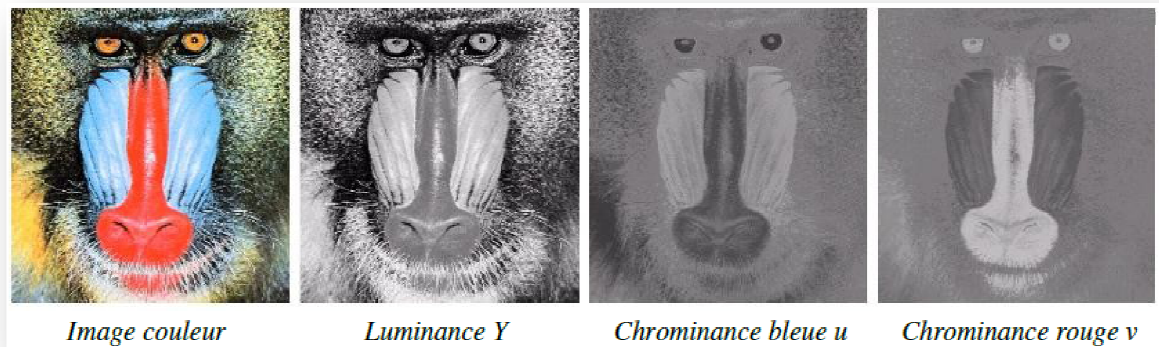 Image couleur
Luminance Y
Chrominance bleue u
Chrominance rouge v